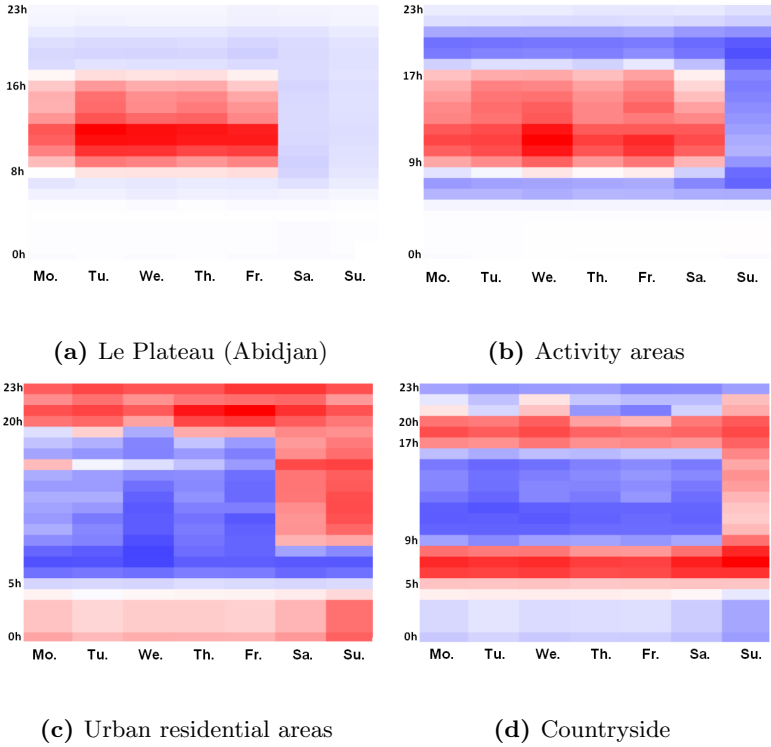 23h
16h
8h
0h
Mo. Tu. We. Th. Fr. Sa. Su.
(a) Le Plateau (Abidjan)
23h
17h
9h
0h
Mo. Tu. We. Th. Fr. Sa. Su.
(b) Activity areas
23h
20h
5h
0h
Mo. Tu. We. Th. Fr. Sa. Su.
(c) Urban residential areas
23h
20h
17h
9h
5h
0h
Mo. Tu. We. Th. Fr. Sa. Su.
(d) Countryside